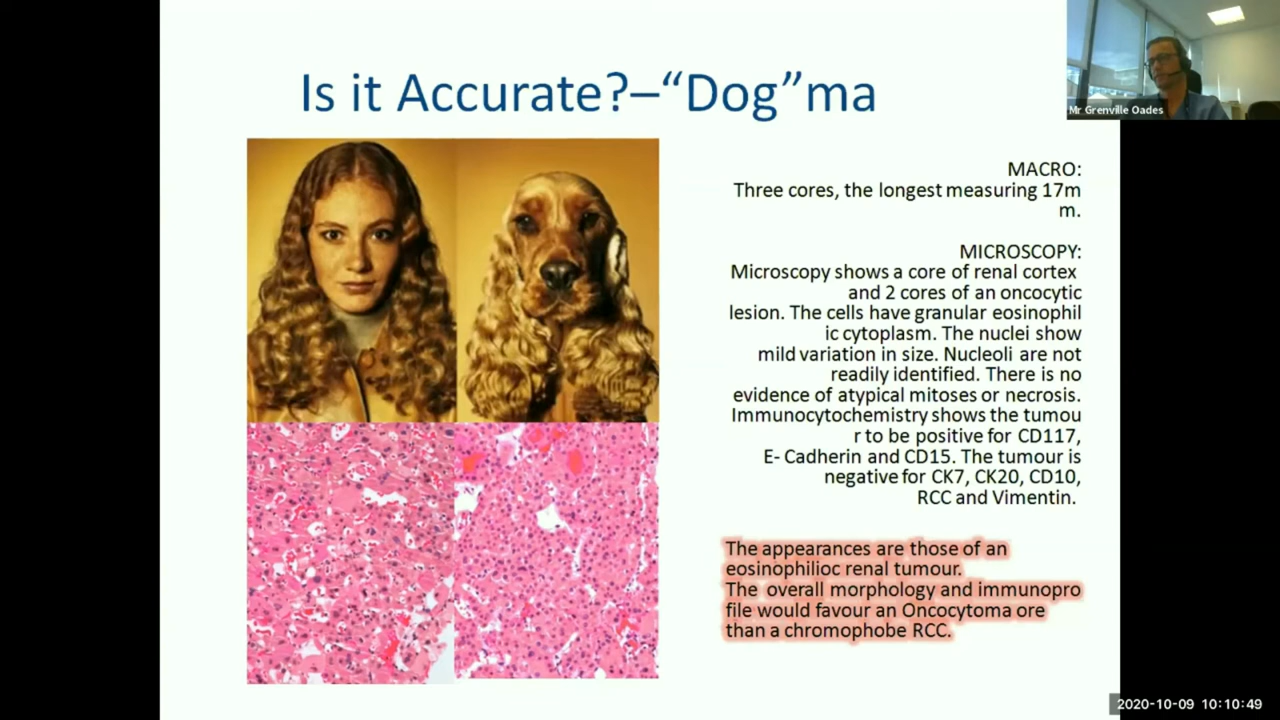 Is it Accurate?–“Dog”ma
Mr Grenville Oades
MACRO:
Three cores, the longest measuring 17m
m.
MICROSCOPY:
Microscopy shows a core of renal cortex
and 2 cores of an oncocytic
lesion. The cells have granular eosinophil
ic cytoplasm. The nuclei show
mild variation in size. Nucleoli are not
readily identified. There is no
evidence of atypical mitoses or necrosis.
Immunocytochemistry shows the tumou
r to be positive for CD117,
E- Cadherin and CD15. The tumour is
negative for CK7, CK20, CD10,
RCC and Vimentin.
The appearances are those of an
eosinophilioc renal tumour.
The overall morphology and immunopro
file would favour an Oncocytoma ore
than a chromophobe RCC.
2020-10-09 10:10:49